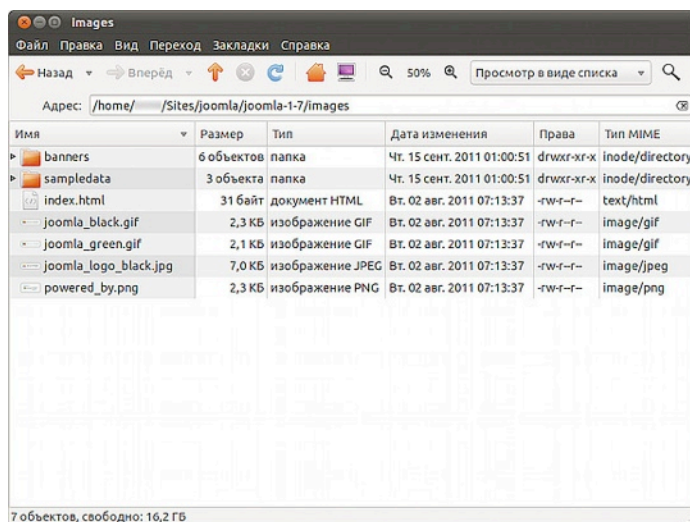 Images
Файл Правка Вид Переход Закладки Справка
Назад Вперёд 50% Просмотр в виде списка
Адрес: /home/ /Sites/joomla/joomla-1-7/images
Имя Размер Тип Дата изменения Права Тип MIME
banners 6 объектов папка Чт. 15 сент. 2011 01:00:51 drwxr-xr-x inode/directory
sampledata 3 объекта папка Чт. 15 сент. 2011 01:00:51 drwxr-xr-x inode/directory
index.html 31 байт документ HTML Вт. 02 авг. 2011 07:13:37 -rw-r--r-- text/html
joomla_black.gif 2,3 КБ изображение GIF Вт. 02 авг. 2011 07:13:37 -rw-r--r-- image/gif
joomla_green.gif 2,1 КБ изображение GIF Вт. 02 авг. 2011 07:13:37 -rw-r--r-- image/gif
joomla_logo_black.jpg 7,0 КБ изображение JPEG Вт. 02 авг. 2011 07:13:37 -rw-r--r-- image/jpeg
powered_by.png 2,3 КБ изображение PNG Вт. 02 авг. 2011 07:13:37 -rw-r--r-- image/png
7 объектов, свободно: 16,2 ГБ